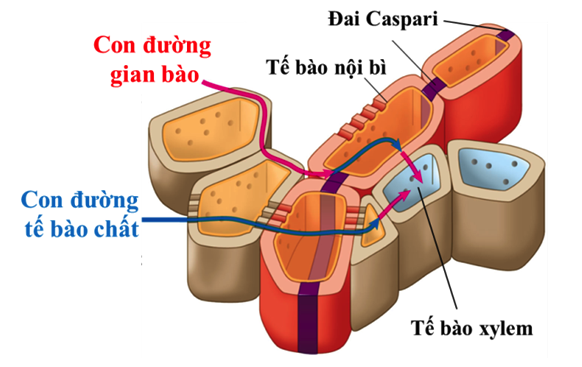 Đai Caspari
Con đường
gian bào
Tế bào nội bì
Con đường
tế bào chất
Tế bào xylem